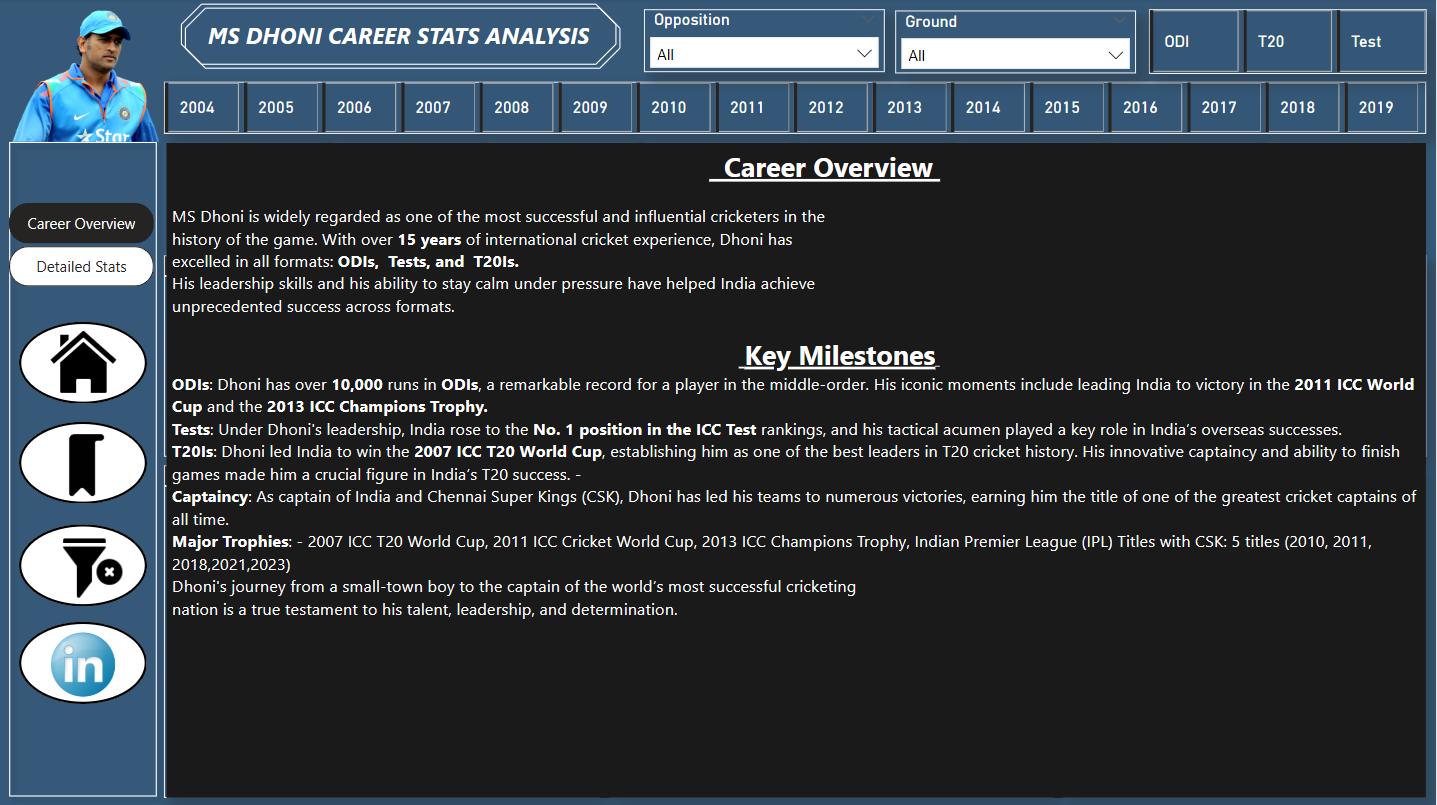 MS DHONI CAREER STATS ANALYSIS
Opposition
All
Ground
All
ODI
T20
Test
2004
2005
2006
2007
2008
2009
2010
2011
2012
2013
2014
2015
2016
2017
2018
2019
Star
Career Overview
Detailed Stats
in
Career Overview
MS Dhoni is widely regarded as one of the most successful and influential cricketers in the
history of the game. With over 15 years of international cricket experience, Dhoni has
excelled in all formats: ODIs,  Tests, and  T20Is.
His leadership skills and his ability to stay calm under pressure have helped India achieve
unprecedented success across formats.
Key Milestones
ODIs: Dhoni has over 10,000 runs in ODIs, a remarkable record for a player in the middle-order. His iconic moments include leading India to victory in the 2011 ICC World
Cup and the 2013 ICC Champions Trophy.
Tests: Under Dhoni's leadership, India rose to the No. 1 position in the ICC Test rankings, and his tactical acumen played a key role in India’s overseas successes.
T20Is: Dhoni led India to win the 2007 ICC T20 World Cup, establishing him as one of the best leaders in T20 cricket history. His innovative captaincy and ability to finish
games made him a crucial figure in India’s T20 success. -
Captaincy: As captain of India and Chennai Super Kings (CSK), Dhoni has led his teams to numerous victories, earning him the title of one of the greatest cricket captains of
all time.
Major Trophies: - 2007 ICC T20 World Cup, 2011 ICC Cricket World Cup, 2013 ICC Champions Trophy, Indian Premier League (IPL) Titles with CSK: 5 titles (2010, 2011,
2018,2021,2023)
Dhoni's journey from a small-town boy to the captain of the world’s most successful cricketing
nation is a true testament to his talent, leadership, and determination.